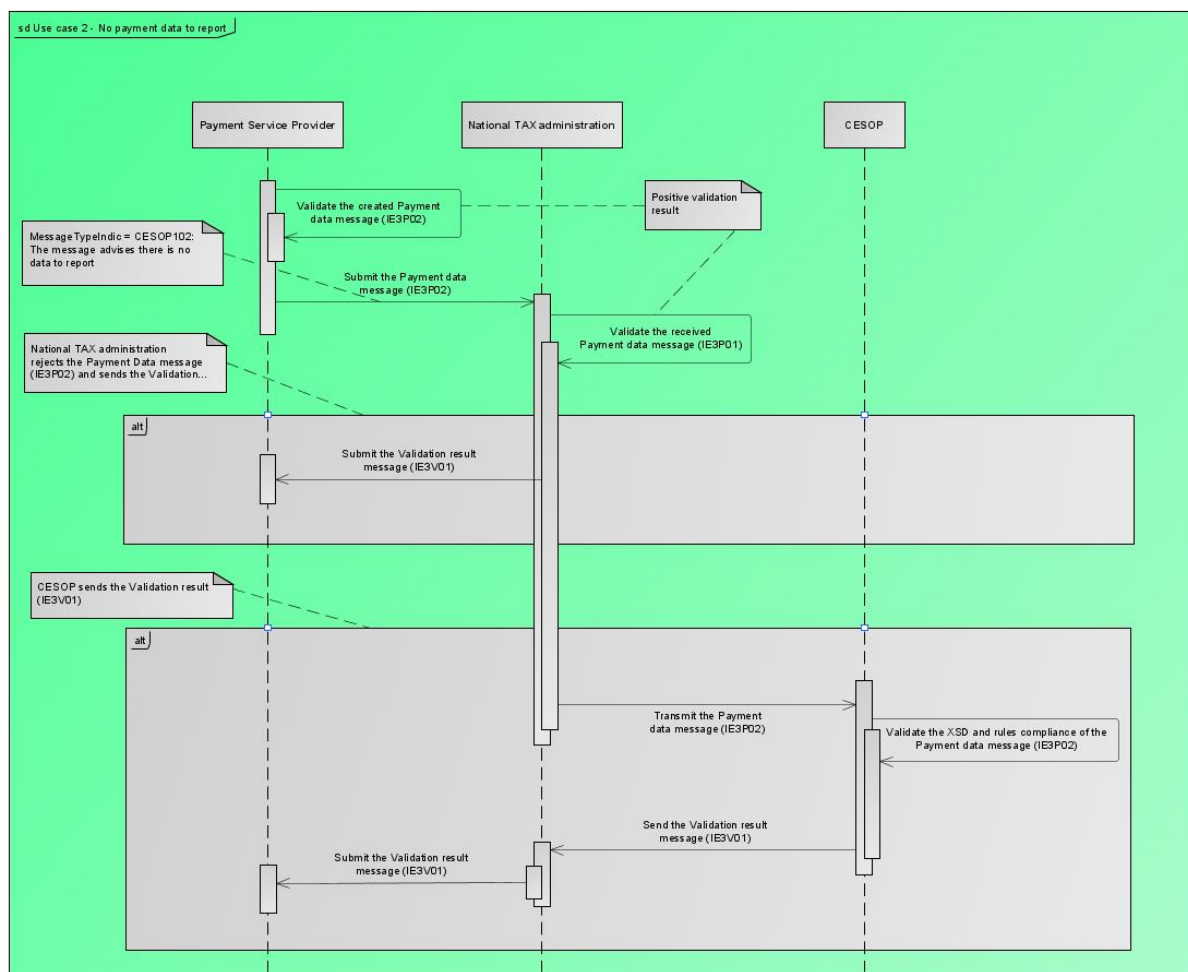 sd Use case 2 - No payment data to report
Payment Service Provider
National TAX administration
CESOP
Validate the created Payment
data message (IE3P02)
Positive validation
result
MessageTypeIndic = CESOP102:
The message advises there is no
data to report
Submit the Payment data
message (IE3P02)
Validate the received
Payment data message (IE3P01)
National TAX administration
rejects the Payment Data message
(IE3P02) and sends the Validation...
alt
Submit the Validation result
message (IE3V01)
CESOP sends the Validation result
(IE3V01)
alt
Transmit the Payment
data message (IE3P02)
Validate the XSD and rules compliance of the
Payment data message (IE3P02)
Send the Validation result
message (IE3V01)
Submit the Validation result
message (IE3V01)